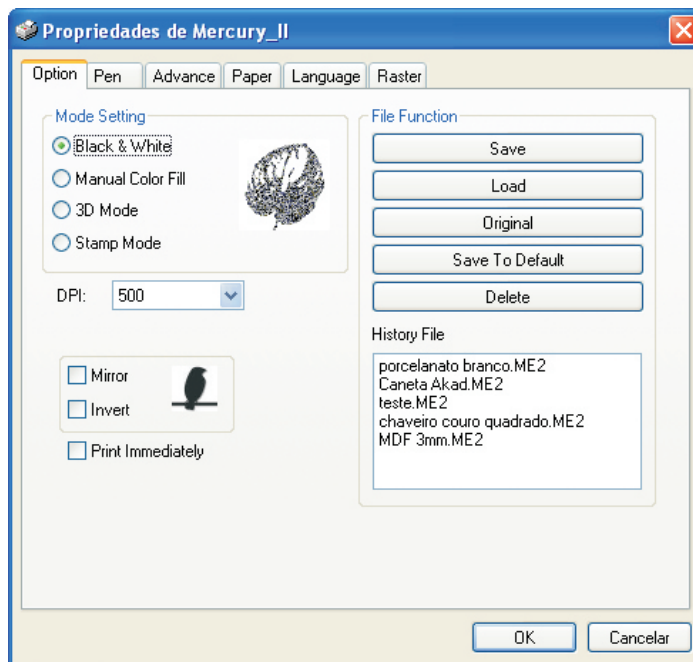 Propriedades de Mercury_II
Option Pen Advance Paper Language Raster
Mode Setting
Black & White
Manual Color Fill
3D Mode
Stamp Mode
DPI: 500
Mirror
Invert
Print Immediately
File Function
Save
Load
Original
Save To Default
Delete
History File
porcelanato branco.ME2
Caneta Akad.ME2
teste.ME2
chaveiro couro quadrado.ME2
MDF 3mm.ME2
OK Cancelar